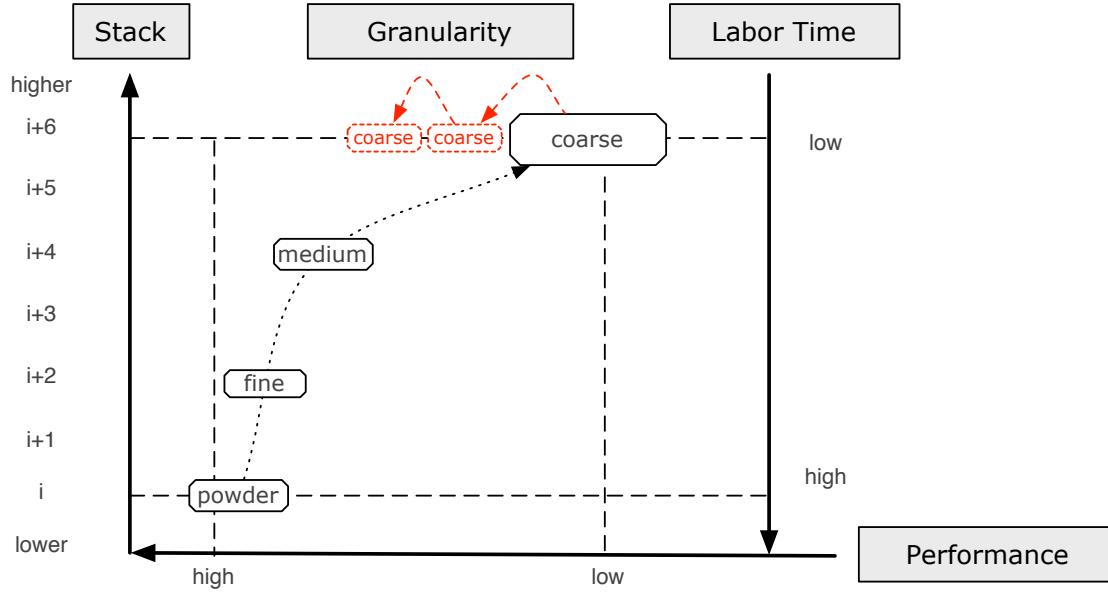 Stack
Granularity
Labor Time
higher
i+6
coarse
coarse
coarse
low
i+5
i+4
medium
i+3
i+2
fine
i+1
i
powder
high
lower
Performance
high
low